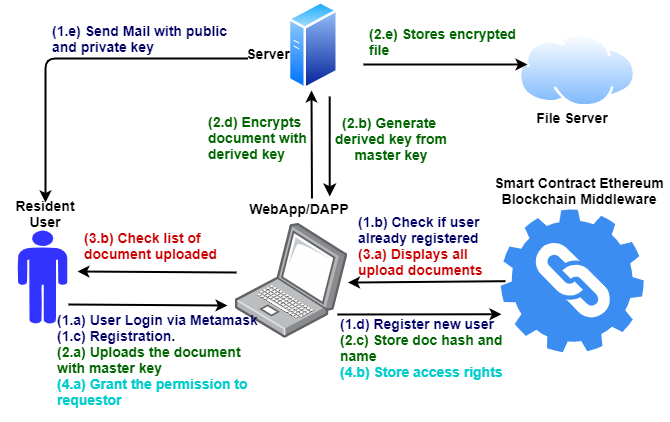 (1.e) Send Mail with public
and private key
Server
(2.e) Stores encrypted
file
File Server
(2.d) Encrypts
document with
derived key
(2.b) Generate
derived key from
master key
Resident
User
WebApp/DAPP
Smart Contract Ethereum
Blockchain Middleware
(3.b) Check list of
document uploaded
(1.b) Check if user
already registered
(3.a) Displays all
upload documents
(1.a) User Login via Metamask
(1.c) Registration.
(2.a) Uploads the document
with master key
(4.a) Grant the permission to
requestor
(1.d) Register new user
(2.c) Store doc hash and
name
(4.b) Store access rights